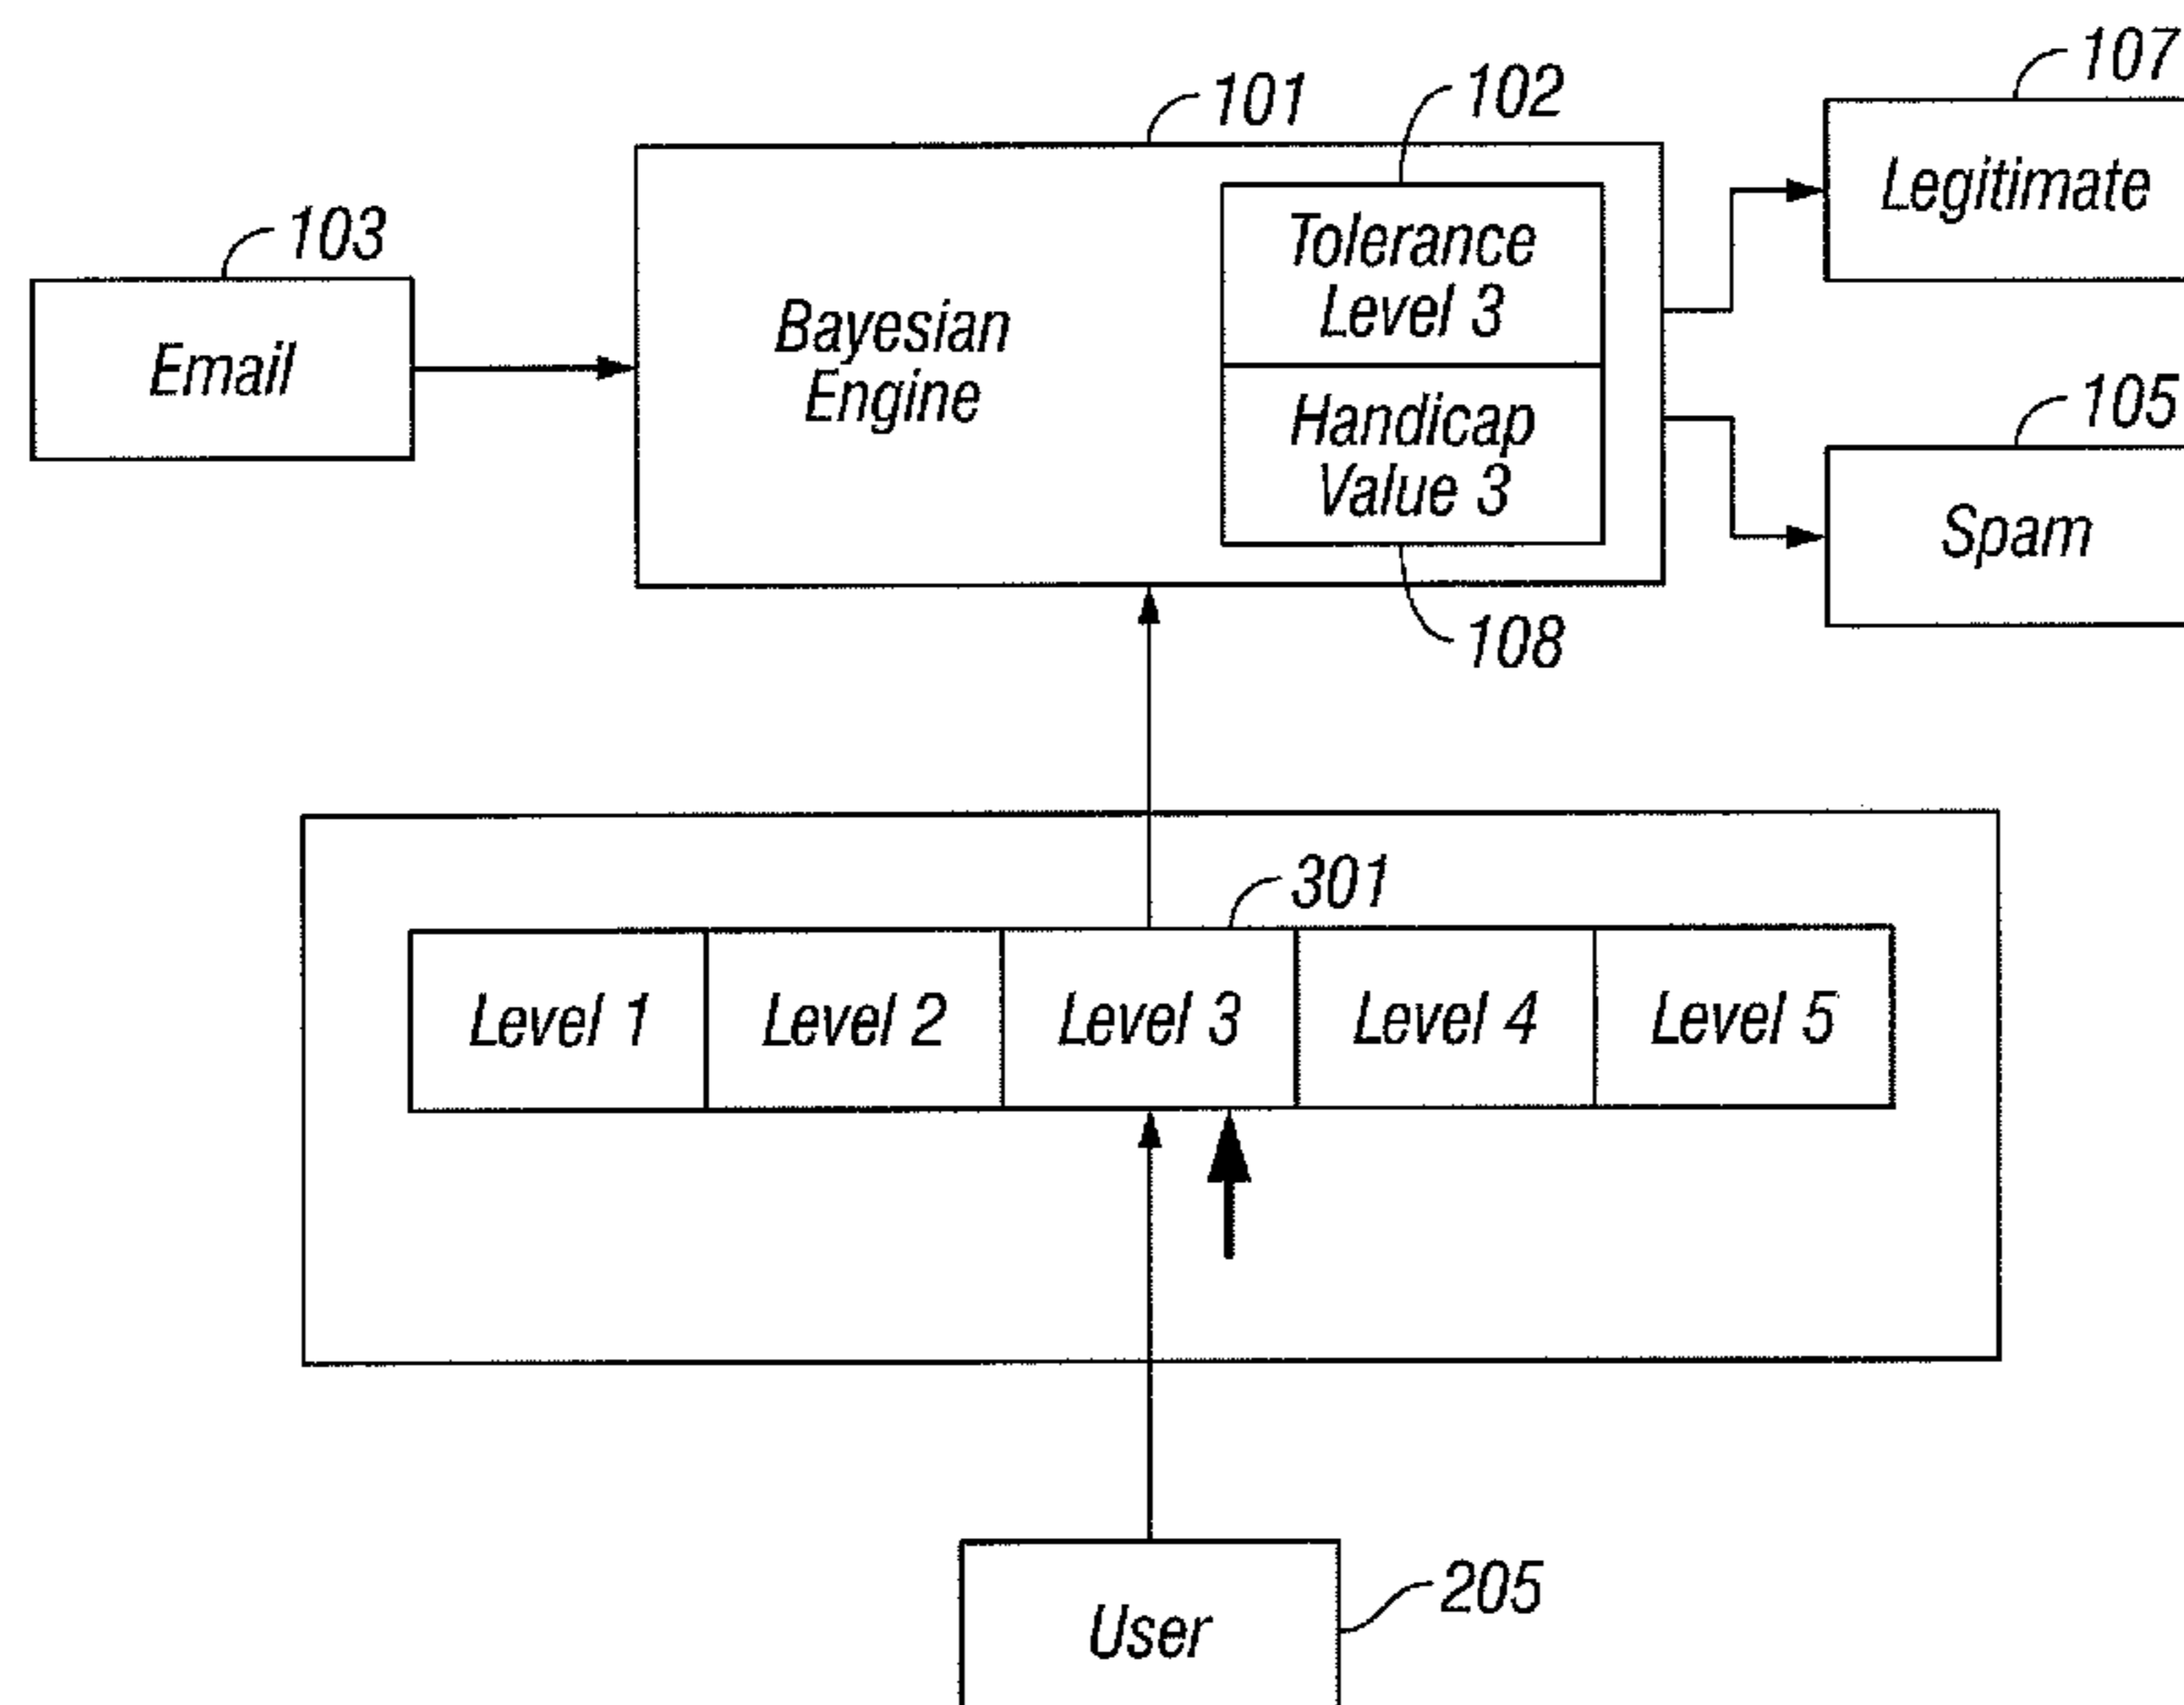 107
101
102
Legitimate
103
Tolerance
Level 3
Bayesian
Engine
Email
105
Handicap
Value 3
Spam
108
301
Level 1
Level 2
Level 3
Level 4
Level 5
205
User